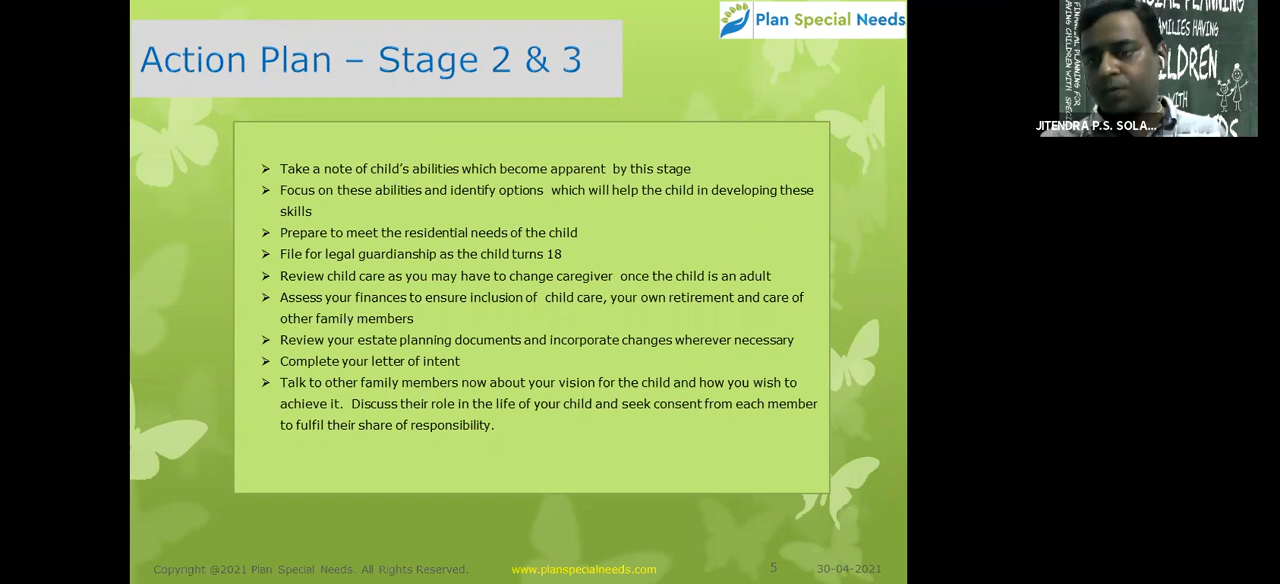 Plan Special Needs
Action Plan – Stage 2 & 3
➢ Take a note of child's abilities which become apparent by this stage
➢ Focus on these abilities and identify options which will help the child in developing these
skills
➢ Prepare to meet the residential needs of the child
➢ File for legal guardianship as the child turns 18
➢ Review child care as you may have to change caregiver once the child is an adult
➢ Assess your finances to ensure inclusion of child care, your own retirement and care of
other family members
➢ Review your estate planning documents and incorporate changes wherever necessary
➢ Complete your letter of intent
➢ Talk to other family members now about your vision for the child and how you wish to
achieve it. Discuss their role in the life of your child and seek consent from each member
to fulfil their share of responsibility.
Copyright @2021 Plan Special Needs. All Rights Reserved. www.planspecialneeds.com 5 30-04-2021
PLANNING
FAMILIES HAVING
WITH
JITENDRA P.S. SOLA...